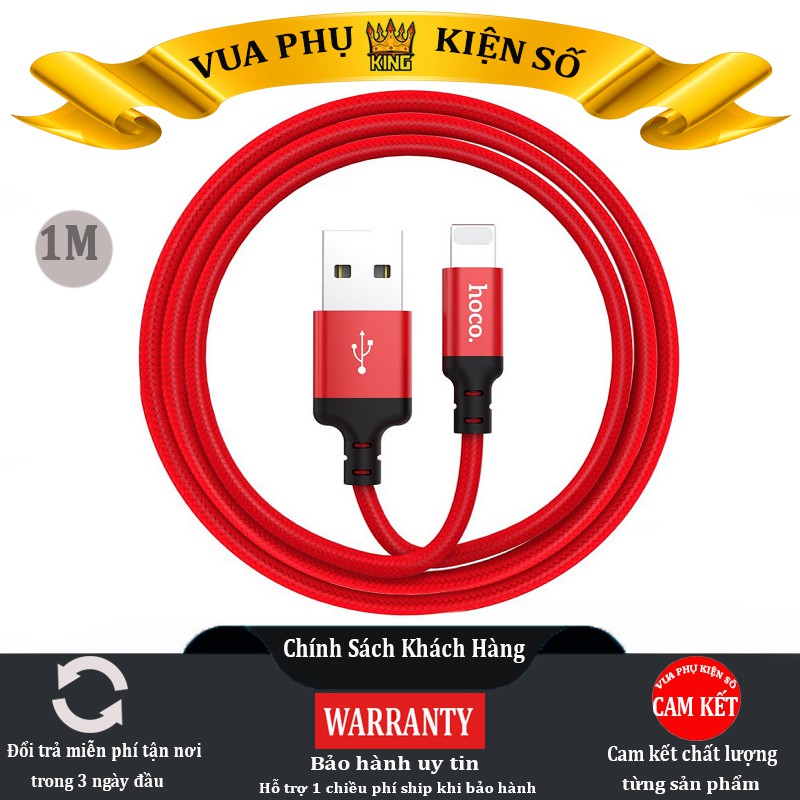 VUA PHỤ KIỆN SỐ
KING
1M
hoco.
Chính Sách Khách Hàng
Đổi trả miễn phí tận nơi
trong 3 ngày đầu
WARRANTY
Bảo hành uy tin
Hỗ trợ 1 chiều phí ship khi bảo hành
VUA PHỤ KIỆN SỐ
CAM KẾT
Cam kết chất lượng
từng sản phẩm